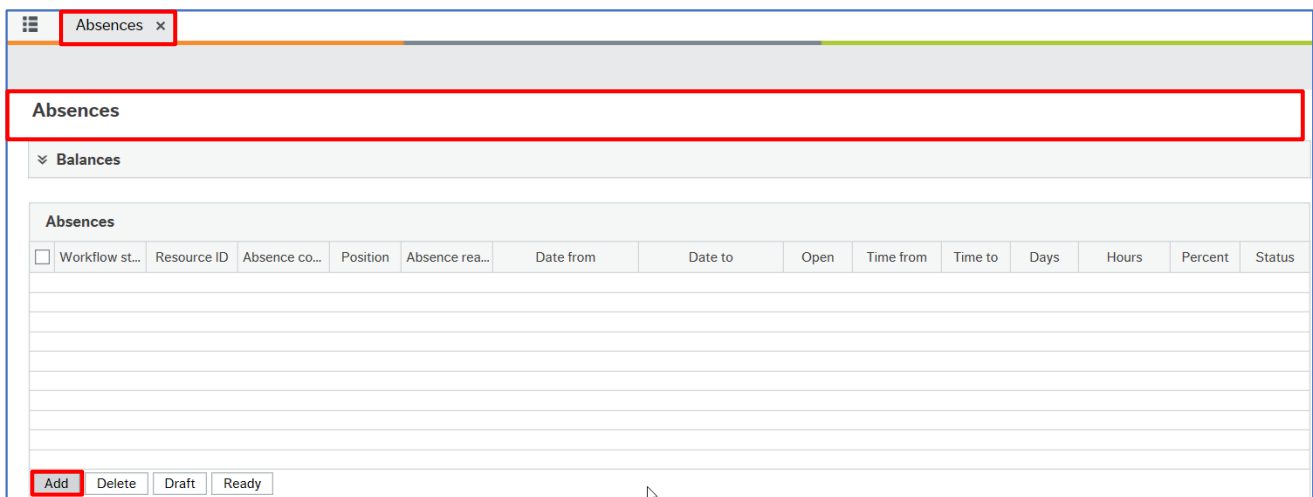 Absences ×
Absences
Balances
Absences
Workflow st... Resource ID Absence co... Position Absence rea... Date from Date to Open Time from Time to Days Hours Percent Status
Add Delete Draft Ready